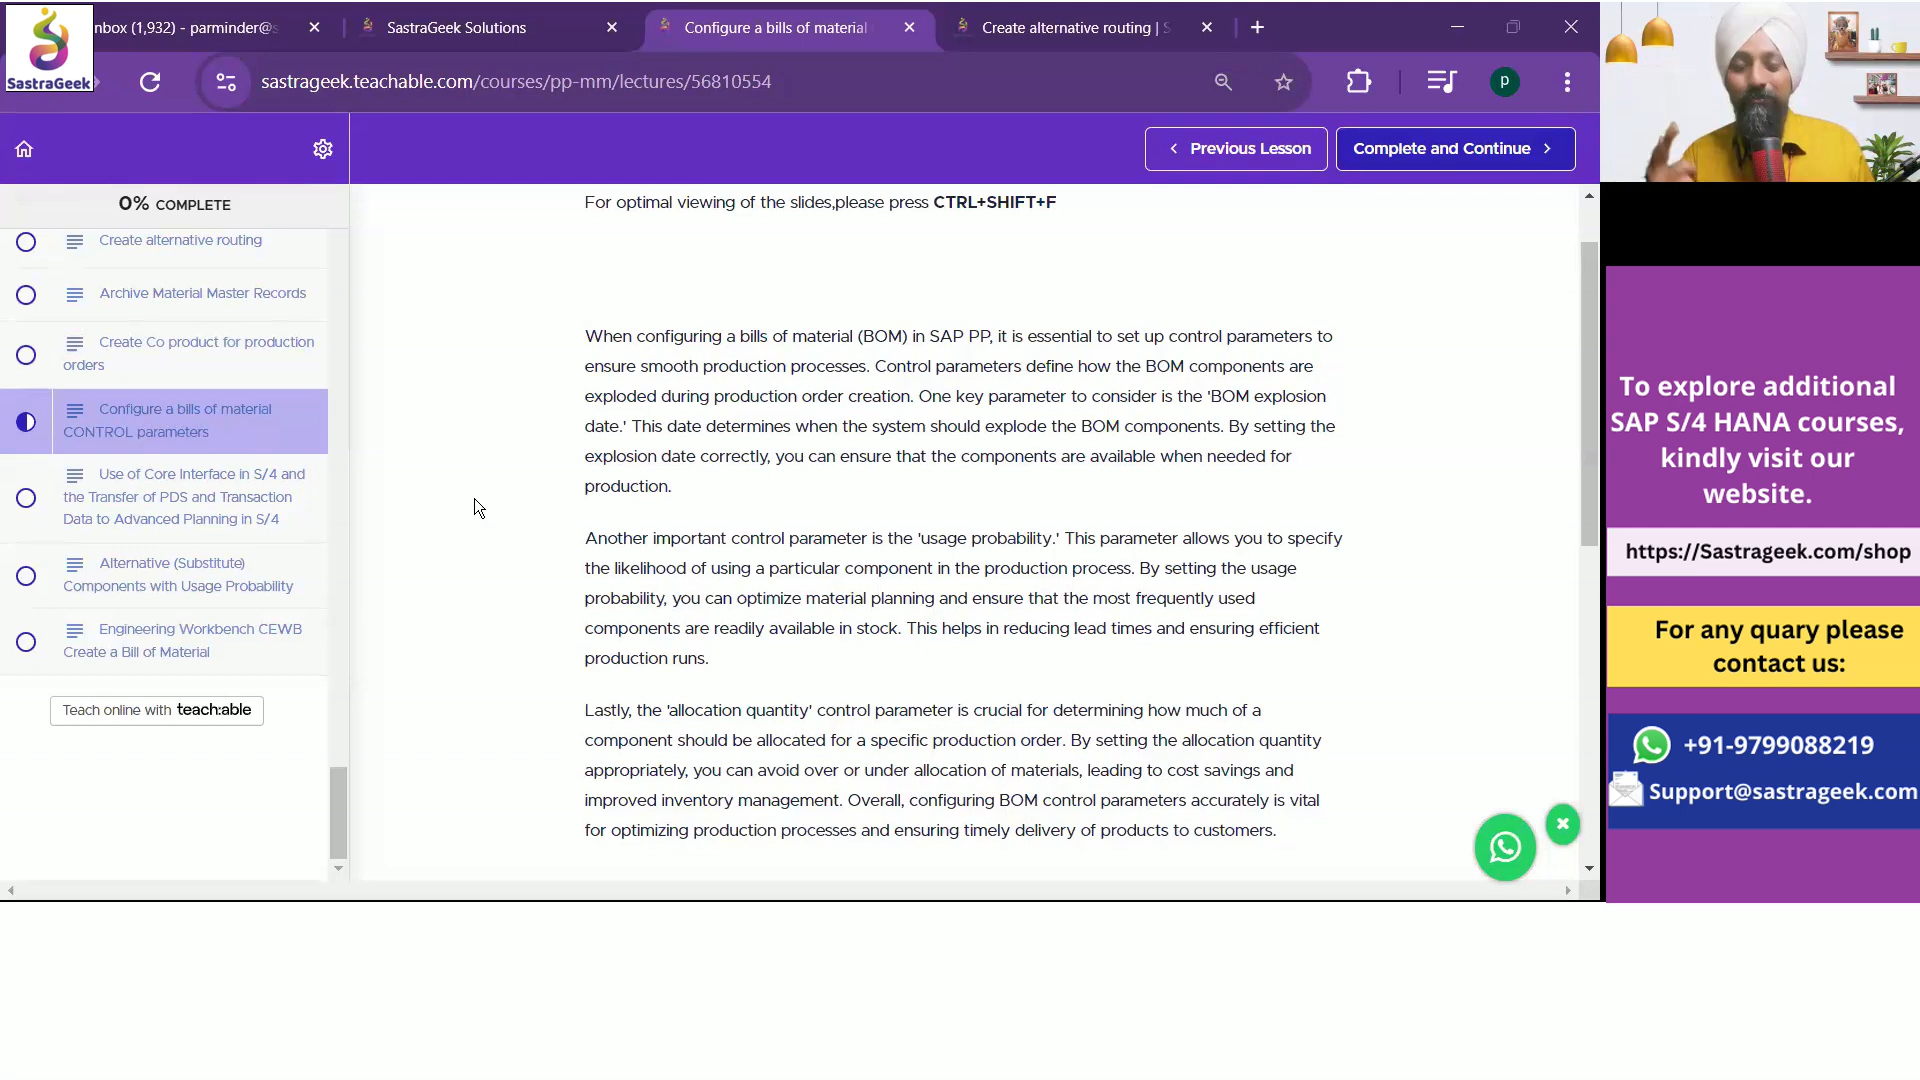 SastraGeek
nbox (1,932) - parminder@s
SastraGeek Solutions
Configure a bills of material
Create alternative routing | S
sastrageek.teachable.com/courses/pp-mm/lectures/56810554
p
Previous Lesson
Complete and Continue
0% COMPLETE
Create alternative routing
Archive Material Master Records
Create Co product for production
orders
Configure a bills of material
CONTROL parameters
Use of Core Interface in S/4 and
the Transfer of PDS and Transaction
Data to Advanced Planning in S/4
Alternative (Substitute)
Components with Usage Probability
Engineering Workbench CEWB
Create a Bill of Material
Teach online with teach:able
For optimal viewing of the slides,please press CTRL+SHIFT+F
When configuring a bills of material (BOM) in SAP PP, it is essential to set up control parameters to
ensure smooth production processes. Control parameters define how the BOM components are
exploded during production order creation. One key parameter to consider is the 'BOM explosion
date.' This date determines when the system should explode the BOM components. By setting the
explosion date correctly, you can ensure that the components are available when needed for
production.
Another important control parameter is the 'usage probability.' This parameter allows you to specify
the likelihood of using a particular component in the production process. By setting the usage
probability, you can optimize material planning and ensure that the most frequently used
components are readily available in stock. This helps in reducing lead times and ensuring efficient
production runs.
Lastly, the 'allocation quantity' control parameter is crucial for determining how much of a
component should be allocated for a specific production order. By setting the allocation quantity
appropriately, you can avoid over or under allocation of materials, leading to cost savings and
improved inventory management. Overall, configuring BOM control parameters accurately is vital
for optimizing production processes and ensuring timely delivery of products to customers.
To explore additional
SAP S/4 HANA courses,
kindly visit our
website.
https://Sastrageek.com/shop
For any quary please
contact us:
+91-9799088219
Support@sastrageek.com